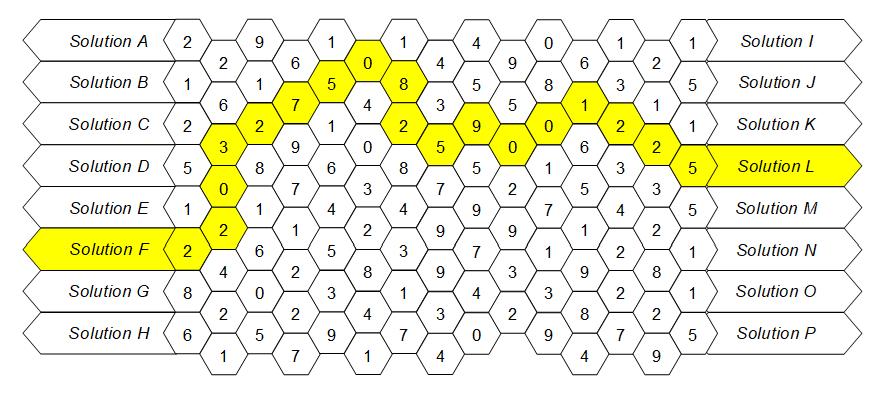 Solution A 2 9 1 1 4 0 1 1 Solution I
2 6 0 4 9 6 2
Solution B 1 1 5 8 5 8 3 5 Solution J
6 7 4 3 5 1 1
Solution C 2 2 1 2 9 0 2 1 Solution K
3 9 0 5 0 6 2
Solution D 5 8 6 8 5 1 3 5 Solution L
0 7 3 7 2 5 3
Solution E 1 1 4 4 9 7 4 5 Solution M
2 1 2 9 9 1 2
Solution F 2 6 5 3 7 1 2 1 Solution N
4 2 8 9 3 9 8
Solution G 8 0 3 1 4 3 2 1 Solution O
2 2 4 3 2 8 2
Solution H 6 5 9 7 0 9 7 5 Solution P
1 7 1 4 4 9